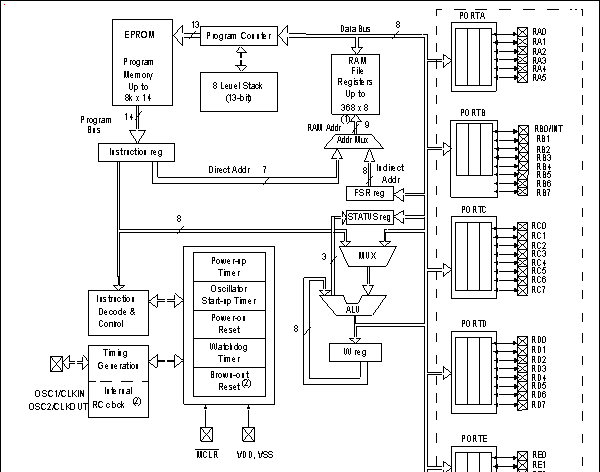 EPROM
Program
Memory
Up to
8k x 14
13
Program Counter
8 Level Stack
(13-bit)
Data Bus
8
RAM
File
Registers
Up to
368 x 8
(1)
9
RAM Addr
Addr Mux
Program
Bus
14
Instruction reg
Direct Addr
7
8
Indirect
Addr
FSR reg
STATUS reg
8
3
MUX
ALU
8
W reg
Power-up
Timer
Oscillator
Start-up Timer
Power-on
Reset
Watchdog
Timer
Brown-out
Reset (2)
Instruction
Decode &
Control
Timing
Generation
Internal
RC clock (2)
OSC1/CLKIN
OSC2/CLKOUT
MCLR
VDD, VSS
PORTA
RA0
RA1
RA2
RA3
RA4
RA5
PORTB
RB0/INT
RB1
RB2
RB3
RB4
RB5
RB6
RB7
PORTC
RC0
RC1
RC2
RC3
RC4
RC5
RC6
RC7
PORTD
RD0
RD1
RD2
RD3
RD4
RD5
RD6
RD7
PORTE
RE0
RE1